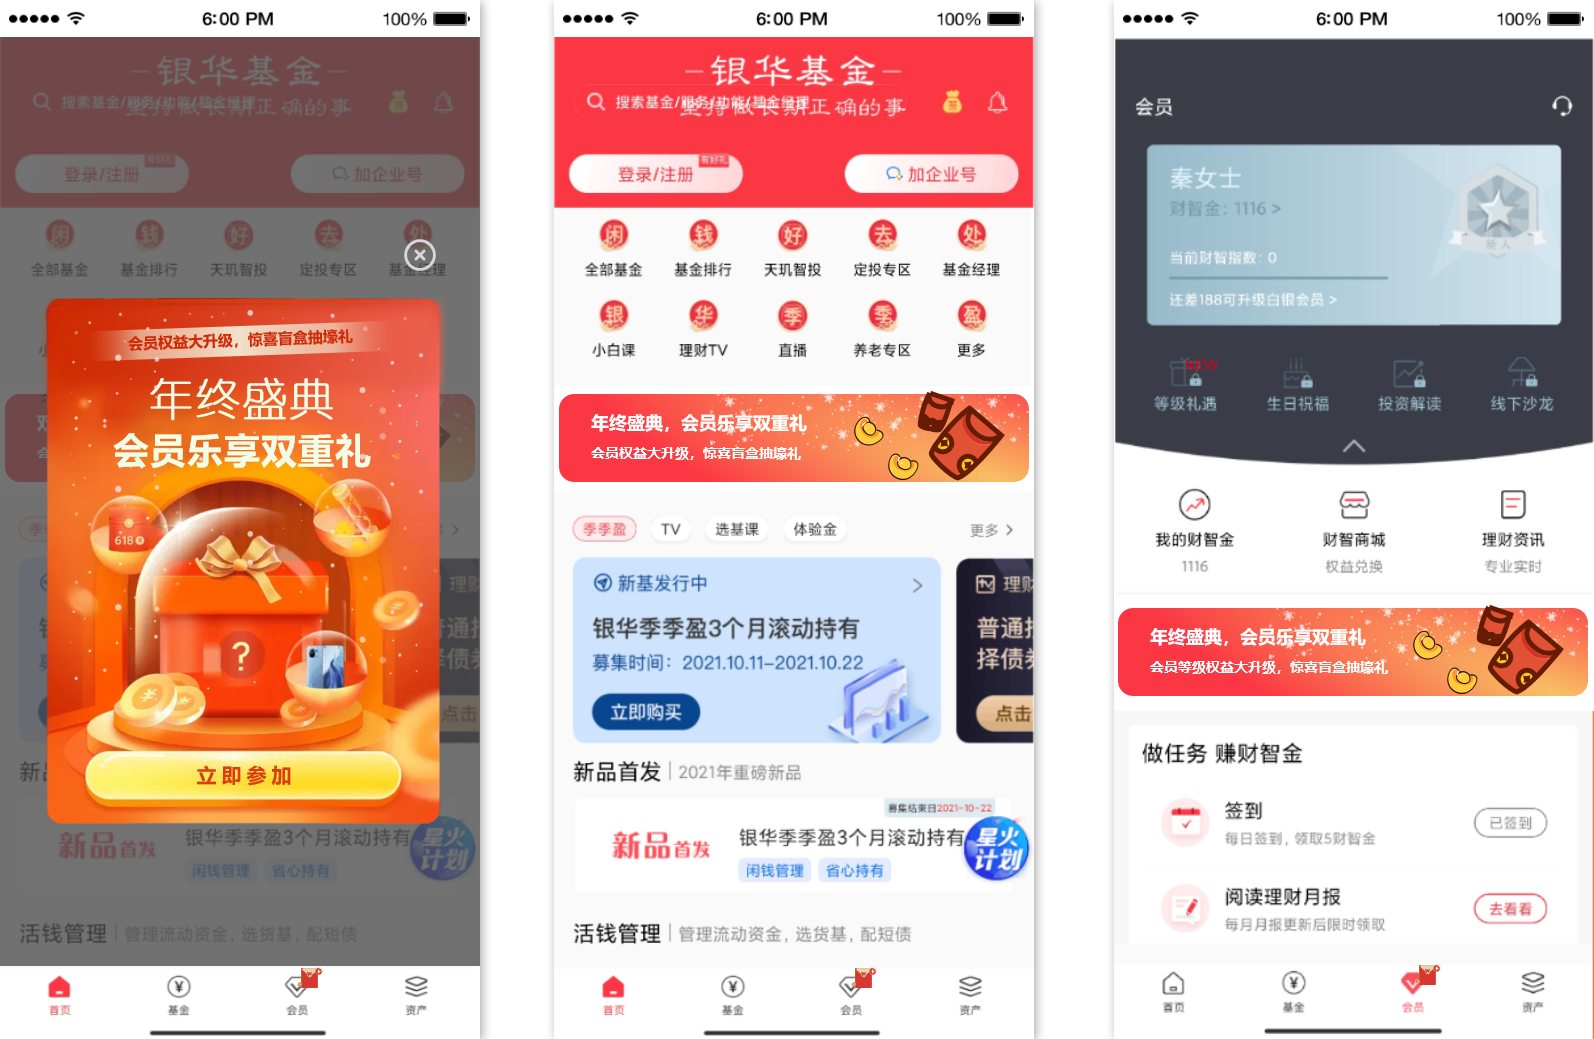 6:00 PM
100%
银华基金
坚持做长期正确的事
搜索基金/服务/功能/基金经理
登录/注册
有好礼
加企业号
闲
钱
好
去
处
全部基金
基金排行
天玑智投
定投专区
基金经理
会员权益大升级，惊喜盲盒抽壕礼
年终盛典
会员乐享双重礼
618
?
立即参加
新品首发
银华季季盈3个月滚动持有
闲钱管理
省心持有
星火
计划
活钱管理
管理流动资金, 选货基, 配短债
首页
基金
会员
资产
6:00 PM
100%
银华基金
坚持做长期正确的事
搜索基金/服务/功能/基金经理
登录/注册
有好礼
加企业号
闲
钱
好
去
处
全部基金
基金排行
天玑智投
定投专区
基金经理
银
华
季
季
盈
小白课
理财TV
直播
养老专区
更多
年终盛典，会员乐享双重礼
会员权益大升级，惊喜盲盒抽壕礼
季季盈
TV
选基课
体验金
更多 >
新基发行中
银华季季盈3个月滚动持有
募集时间：2021.10.11-2021.10.22
立即购买
理财
普通投
择债券
点击
新品首发
2021年重磅新品
募集结束日2021-10-22
新品首发
银华季季盈3个月滚动持有
闲钱管理
省心持有
星火
计划
活钱管理
管理流动资金, 选货基, 配短债
首页
基金
会员
资产
6:00 PM
100%
会员
秦女士
财智金：1116 >
新人
当前财智指数：0
还差188可升级白银会员 >
NEW
等级礼遇
生日祝福
投资解读
线下沙龙
我的财智金
财智商城
理财资讯
1116
权益兑换
专业实时
年终盛典，会员乐享双重礼
会员等级权益大升级，惊喜盲盒抽壕礼
做任务 赚财智金
签到
每日签到, 领取5财智金
已签到
阅读理财月报
每月月报更新后限时领取
去看看
首页
基金
会员
资产